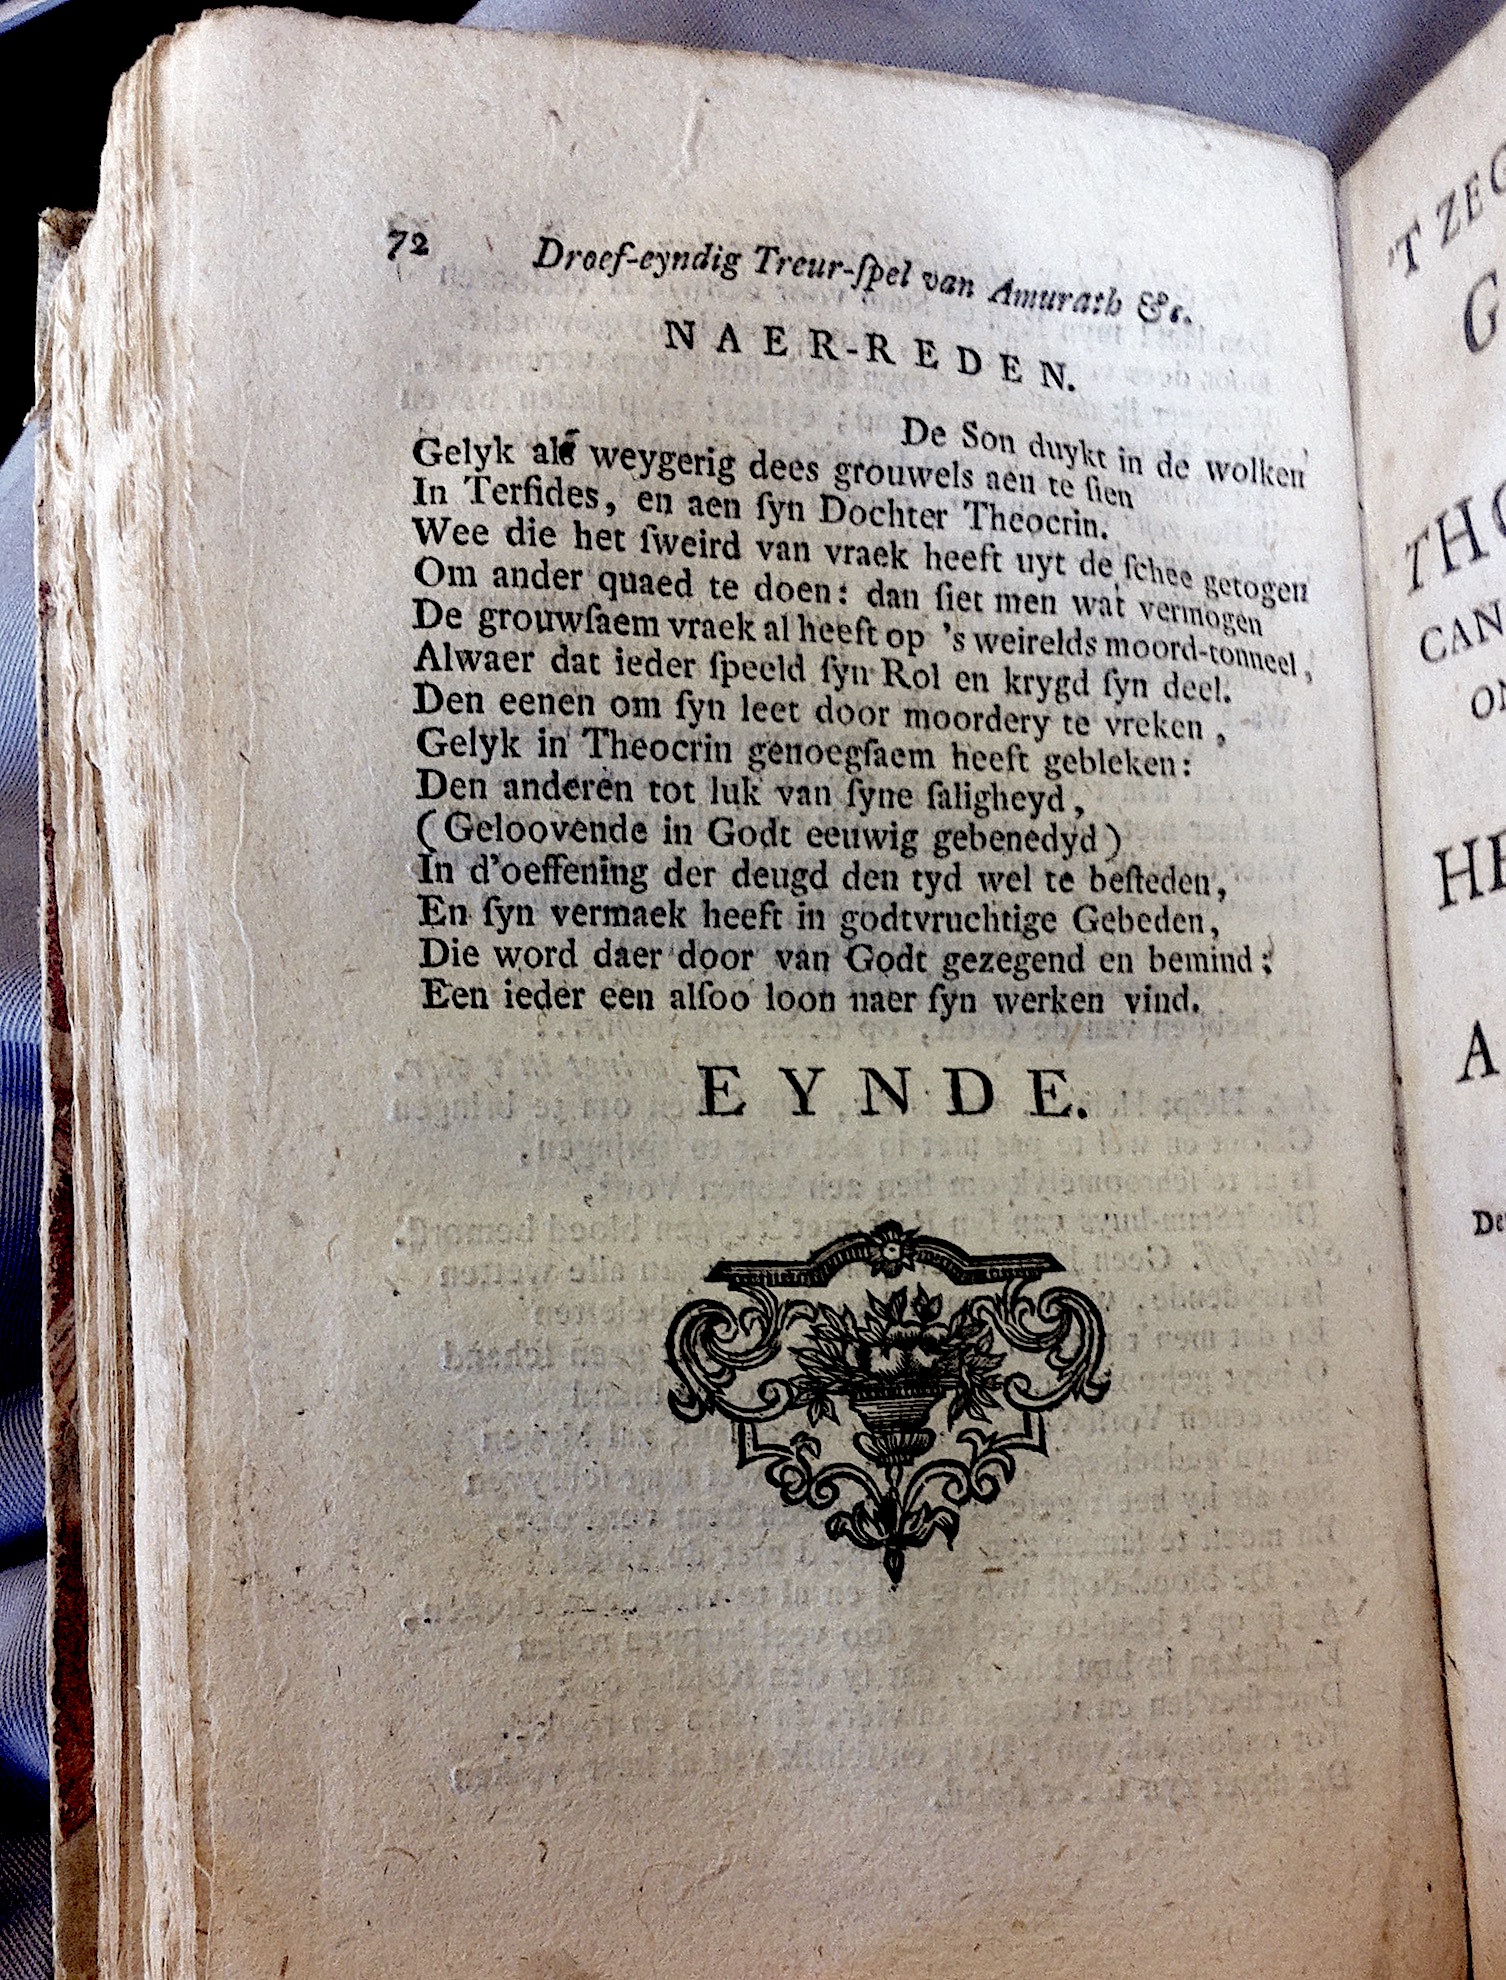 72 Droef-eyndig Treur-ſpel van Amurath &c.
NAER-REDEN.
De Son duykt in de wolken
Gelyk als weygerig dees grouwels aen te ſien
In Terſides, en aen ſyn Dochter Theocrin.
Wee die het ſweird van vraek heeft uyt de ſchee getogen
Om ander quaed te doen: dan ſiet men wat vermogen
De grouwſaem vraek al heeft op 's weirelds moord-tonneel,
Alwaer dat ieder ſpeeld ſyn Rol en krygd ſyn deel.
Den eenen om ſyn leet door moordery te vreken,
Gelyk in Theocrin genoegſaem heeft gebleken:
Den anderen tot luk van ſyne ſaligheyd,
(Geloovende in Godt eeuwig gebenedyd)
In d'oeffening der deugd den tyd wel te beſteden,
En ſyn vermaek heeft in godtvruchtige Gebeden,
Die word daer door van Godt gezegend en bemind;
Een ieder een alſoo loon naer ſyn werken vind.
EYNDE.
'T ZEG
G
THO
CAN
ON
HE
A
De